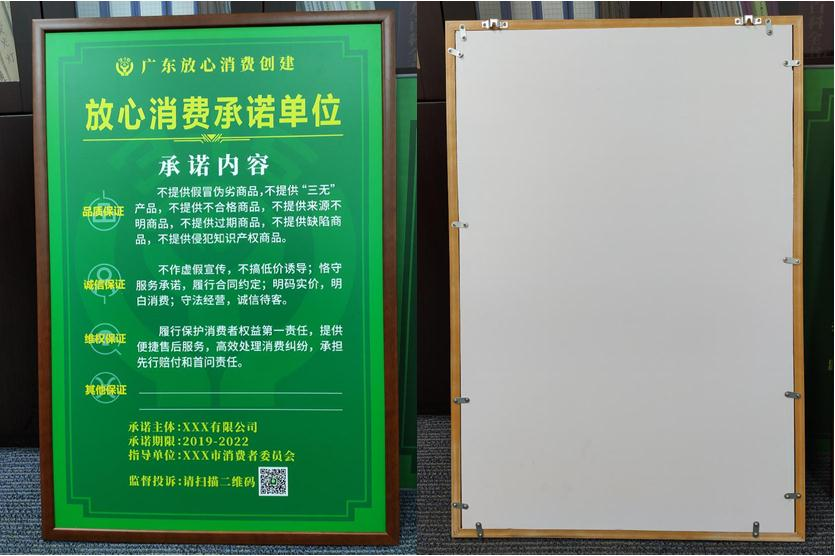 广东放心消费创建
放心消费承诺单位
承诺内容
品质保证
不提供假冒伪劣商品，不提供“三无”
产品，不提供不合格商品，不提供来源不
明商品，不提供过期商品，不提供缺陷商
品，不提供侵犯知识产权商品。
诚信保证
不作虚假宣传，不搞低价诱导；恪守
服务承诺，履行合同约定；明码实价，明
白消费；守法经营，诚信待客。
维权保证
履行保护消费者权益第一责任，提供
便捷售后服务，高效处理消费纠纷，承担
先行赔付和首问责任。
其他保证
承诺主体:XXX有限公司
承诺期限:2019-2022
指导单位:XXX市消费者委员会
监督投诉:请扫描二维码